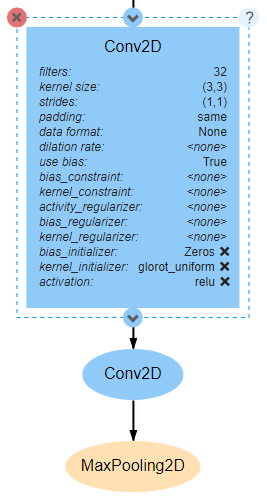 ?
Conv2D
filters: 32
kernel size: (3,3)
strides: (1,1)
padding: same
data format: None
dilation rate: <none>
use bias: True
bias_constraint: <none>
kernel_constraint: <none>
activity_regularizer: <none>
bias_regularizer: <none>
kernel_regularizer: <none>
bias_initializer: Zeros ✖
kernel_initializer: glorot_uniform ✖
activation: relu ✖
Conv2D
MaxPooling2D